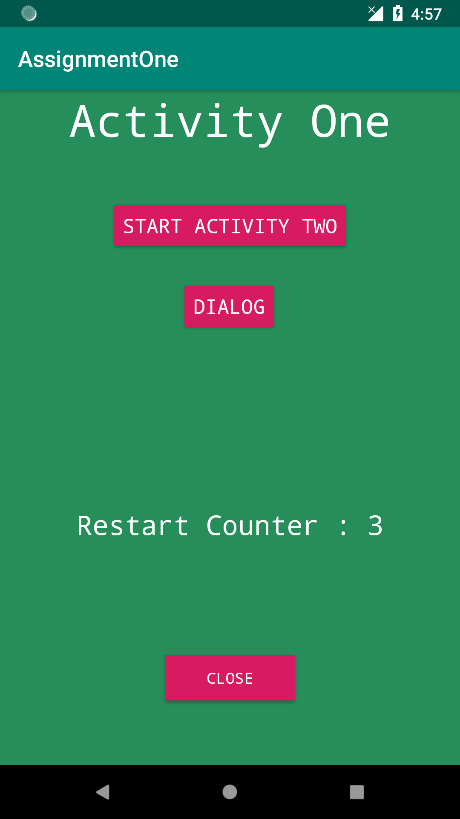 4:57
AssignmentOne
Activity One
START ACTIVITY TWO
DIALOG
Restart Counter : 3
CLOSE